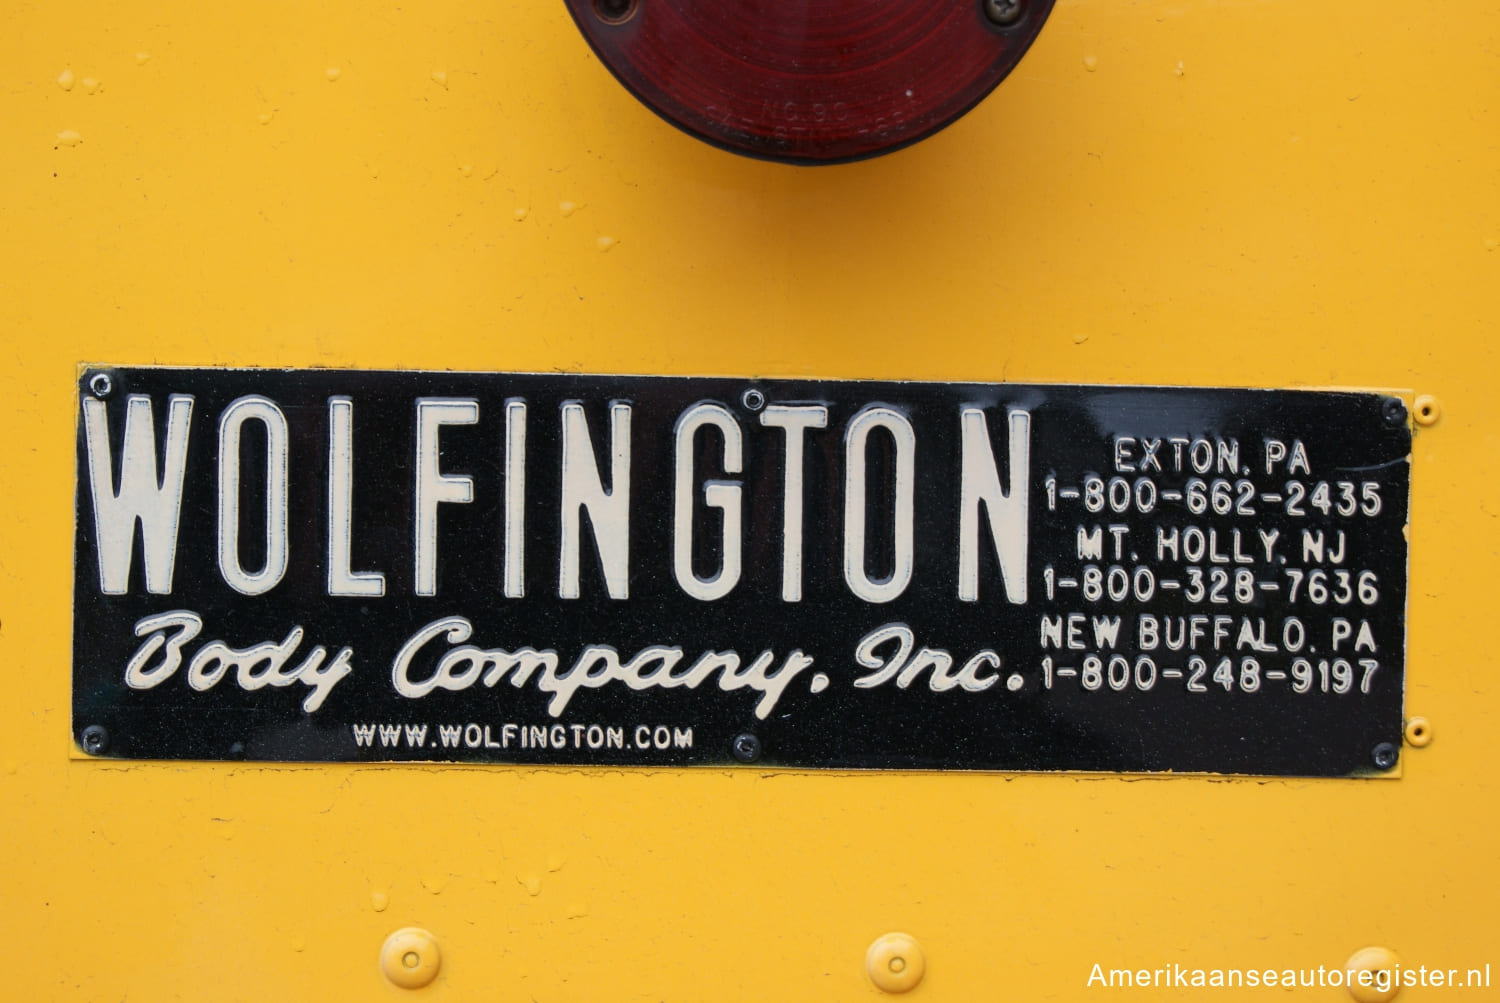 WOLFINGTON
Body Company, Inc.
WWW.WOLFINGTON.COM
EXTON, PA
1-800-662-2435
MT. HOLLY, NJ
1-800-328-7636
NEW BUFFALO, PA
1-800-248-9197
Amerikaanseautoregister.nl